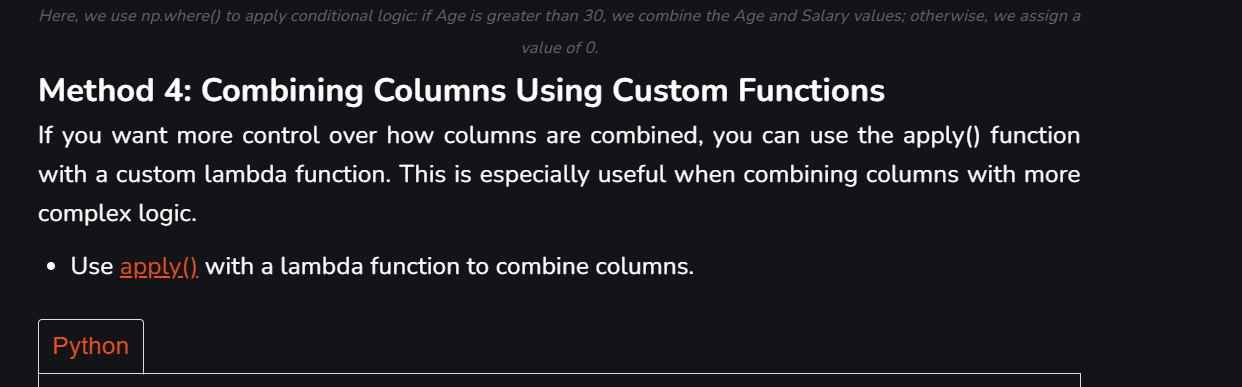 Here, we use np.where() to apply conditional logic: if Age is greater than 30, we combine the Age and Salary values; otherwise, we assign a
value of 0.
Method 4: Combining Columns Using Custom Functions
If you want more control over how columns are combined, you can use the apply() function
with a custom lambda function. This is especially useful when combining columns with more
complex logic.
• Use apply() with a lambda function to combine columns.
Python